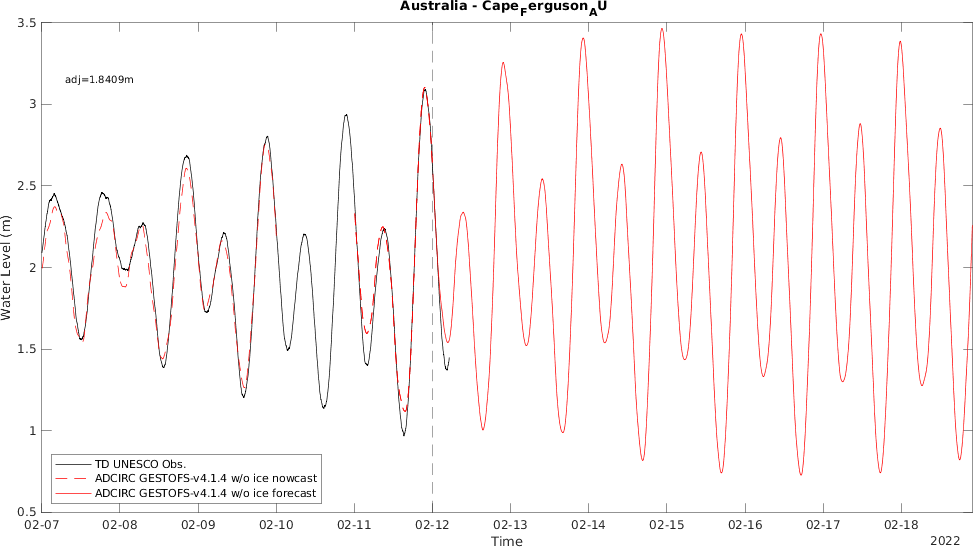 Australia - Cape_Ferguson_AU
3.5
adj=1.8409m
3
2.5
Water Level (m)
2
1.5
1
TD UNESCO Obs.
ADCIRC GESTOFS-v4.1.4 w/o ice nowcast
ADCIRC GESTOFS-v4.1.4 w/o ice forecast
0.5
02-07 02-08 02-09 02-10 02-11 02-12 02-13 02-14 02-15 02-16 02-17 02-18
Time
2022